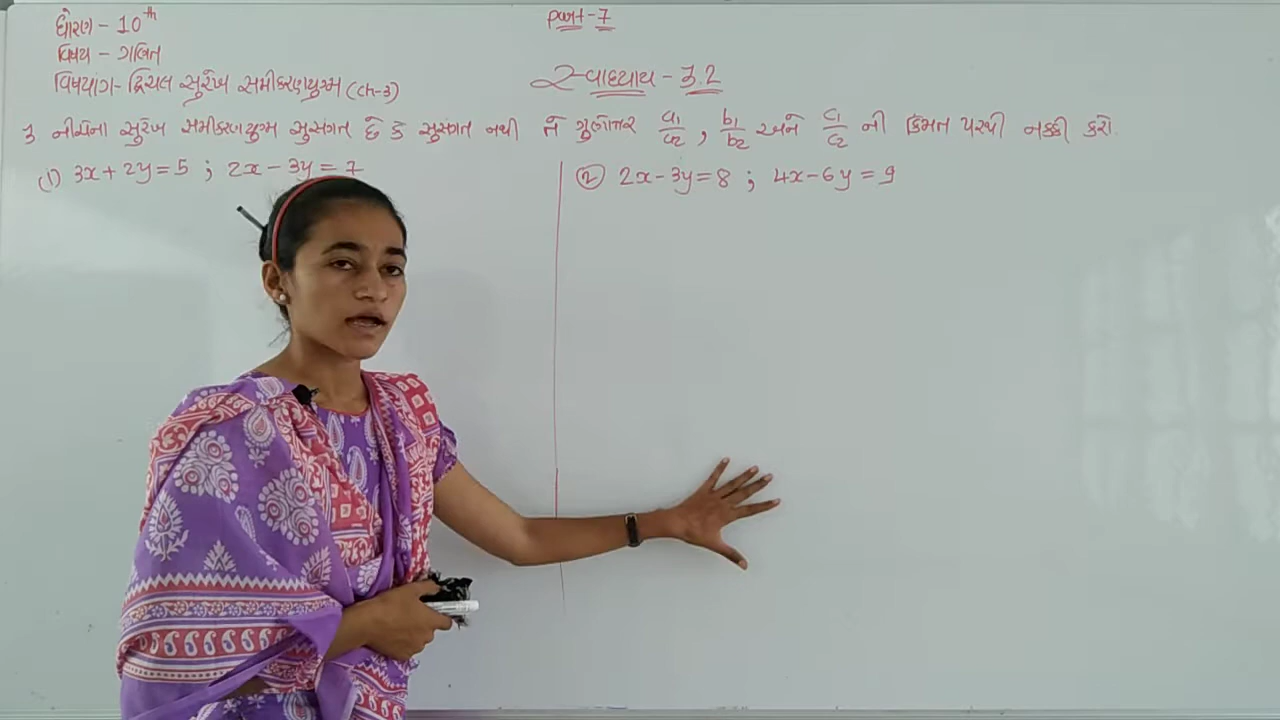 ધોરણ - 10th
Part - 7
વિષય - ગણિત
વિષયાંગ - દ્વિચલ સુરેખ સમીકરણયુગ્મ (Ch-3)
સ્વાધ્યાય - 3.2
3 નીચેના સુરેખ સમીકરણયુગ્મ સુસંગત છે કે સુસંગત નથી તે ગુણોત્તર a1/a2 , b1/b2 અને c1/c2 ની કિંમત પરથી નક્કી કરો.
(1) 3x + 2y = 5 ; 2x - 3y = 7
(2) 2x - 3y = 8 ; 4x - 6y = 9